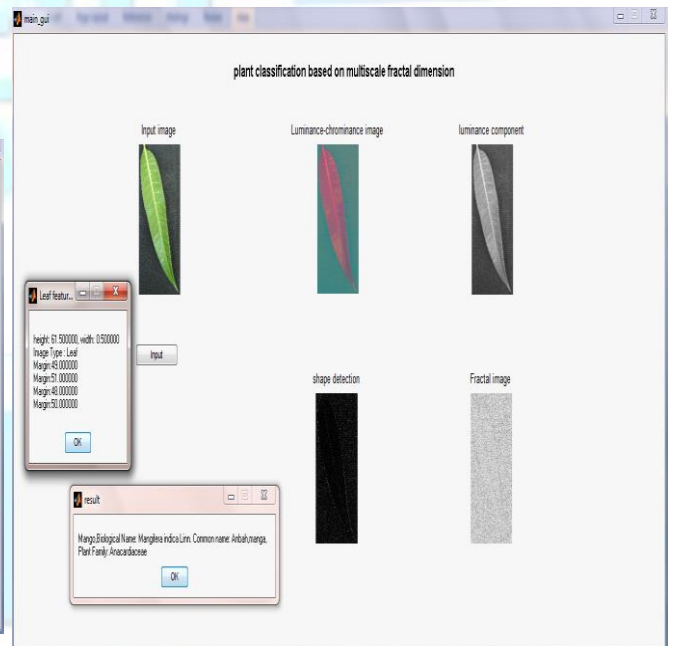 main_gui
plant classification based on multiscale fractal dimension
Input image
Luminance-chrominance image
luminance component
Leaf featur...
height: 61.500000, width: 0.500000
Image Type : Leaf
Margin:49.000000
Margin:51.000000
Margin:48.000000
Margin:50.000000
OK
Input
shape detection
Fractal image
result
Mango,Biological Name: Mangifera indica Linn. Common name: Anbah,manga,
Plant Family:Anacardiaceae
OK